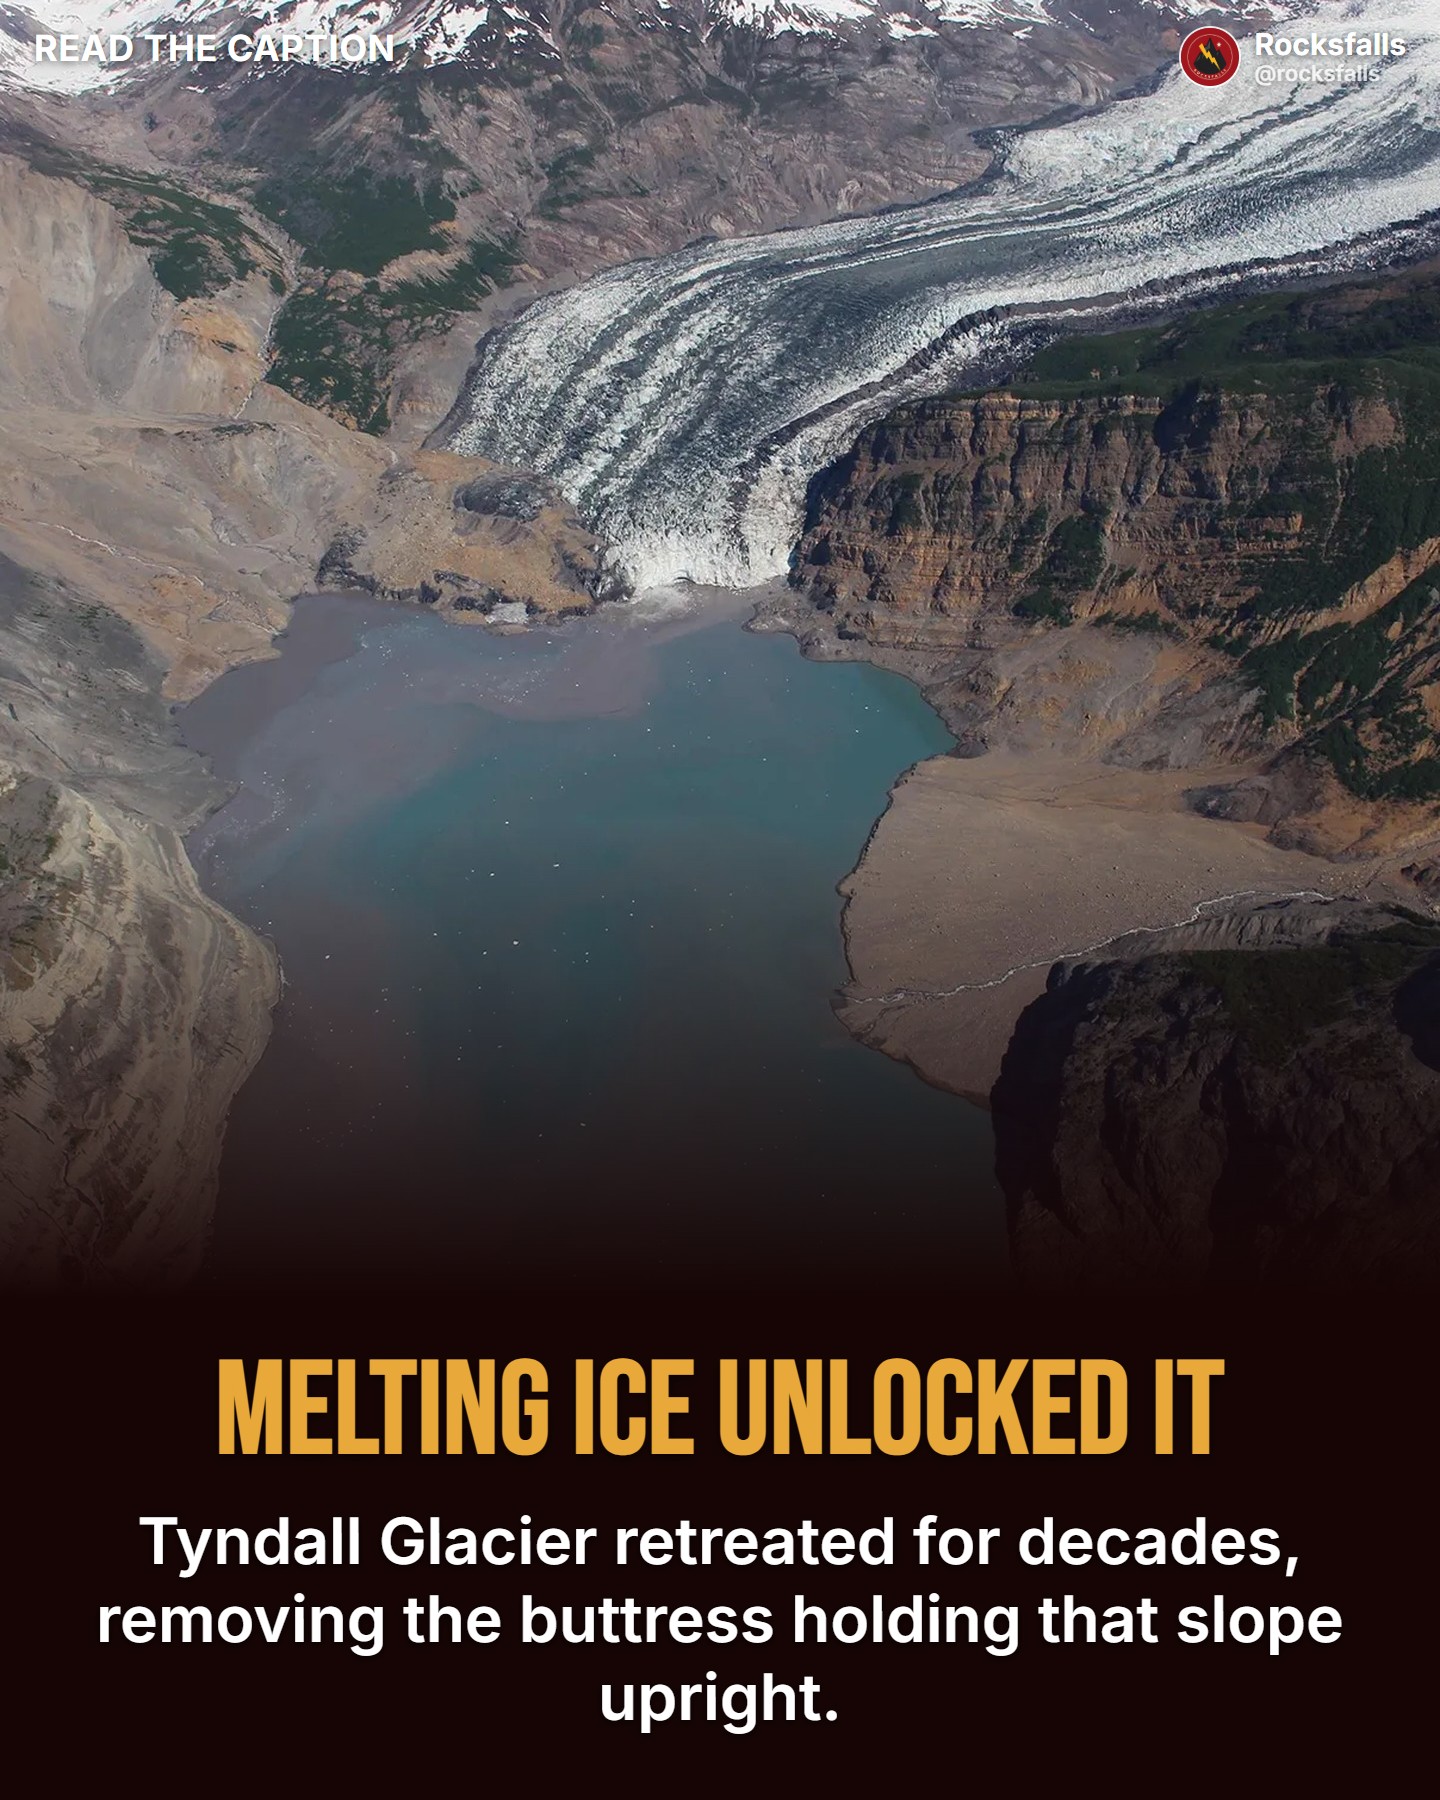 READ THE CAPTION
Rocksfalls
@rocksfalls
MELTING ICE UNLOCKED IT
Tyndall Glacier retreated for decades,
removing the buttress holding that slope
upright.